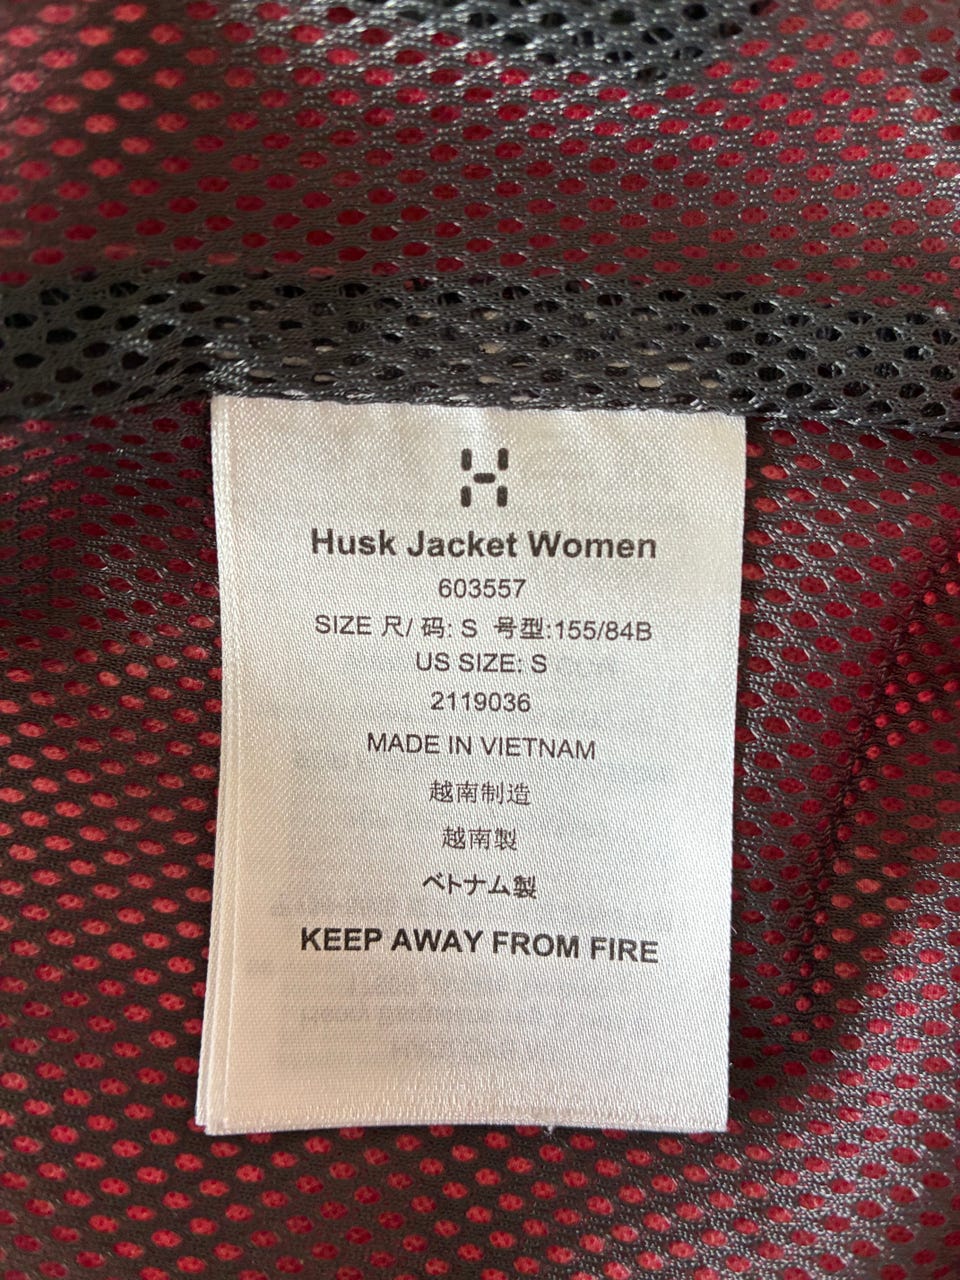 Husk Jacket Women
603557
SIZE 尺/ 码: S 号型:155/84B
US SIZE: S
2119036
MADE IN VIETNAM
越南制造
越南製
ベトナム製
KEEP AWAY FROM FIRE